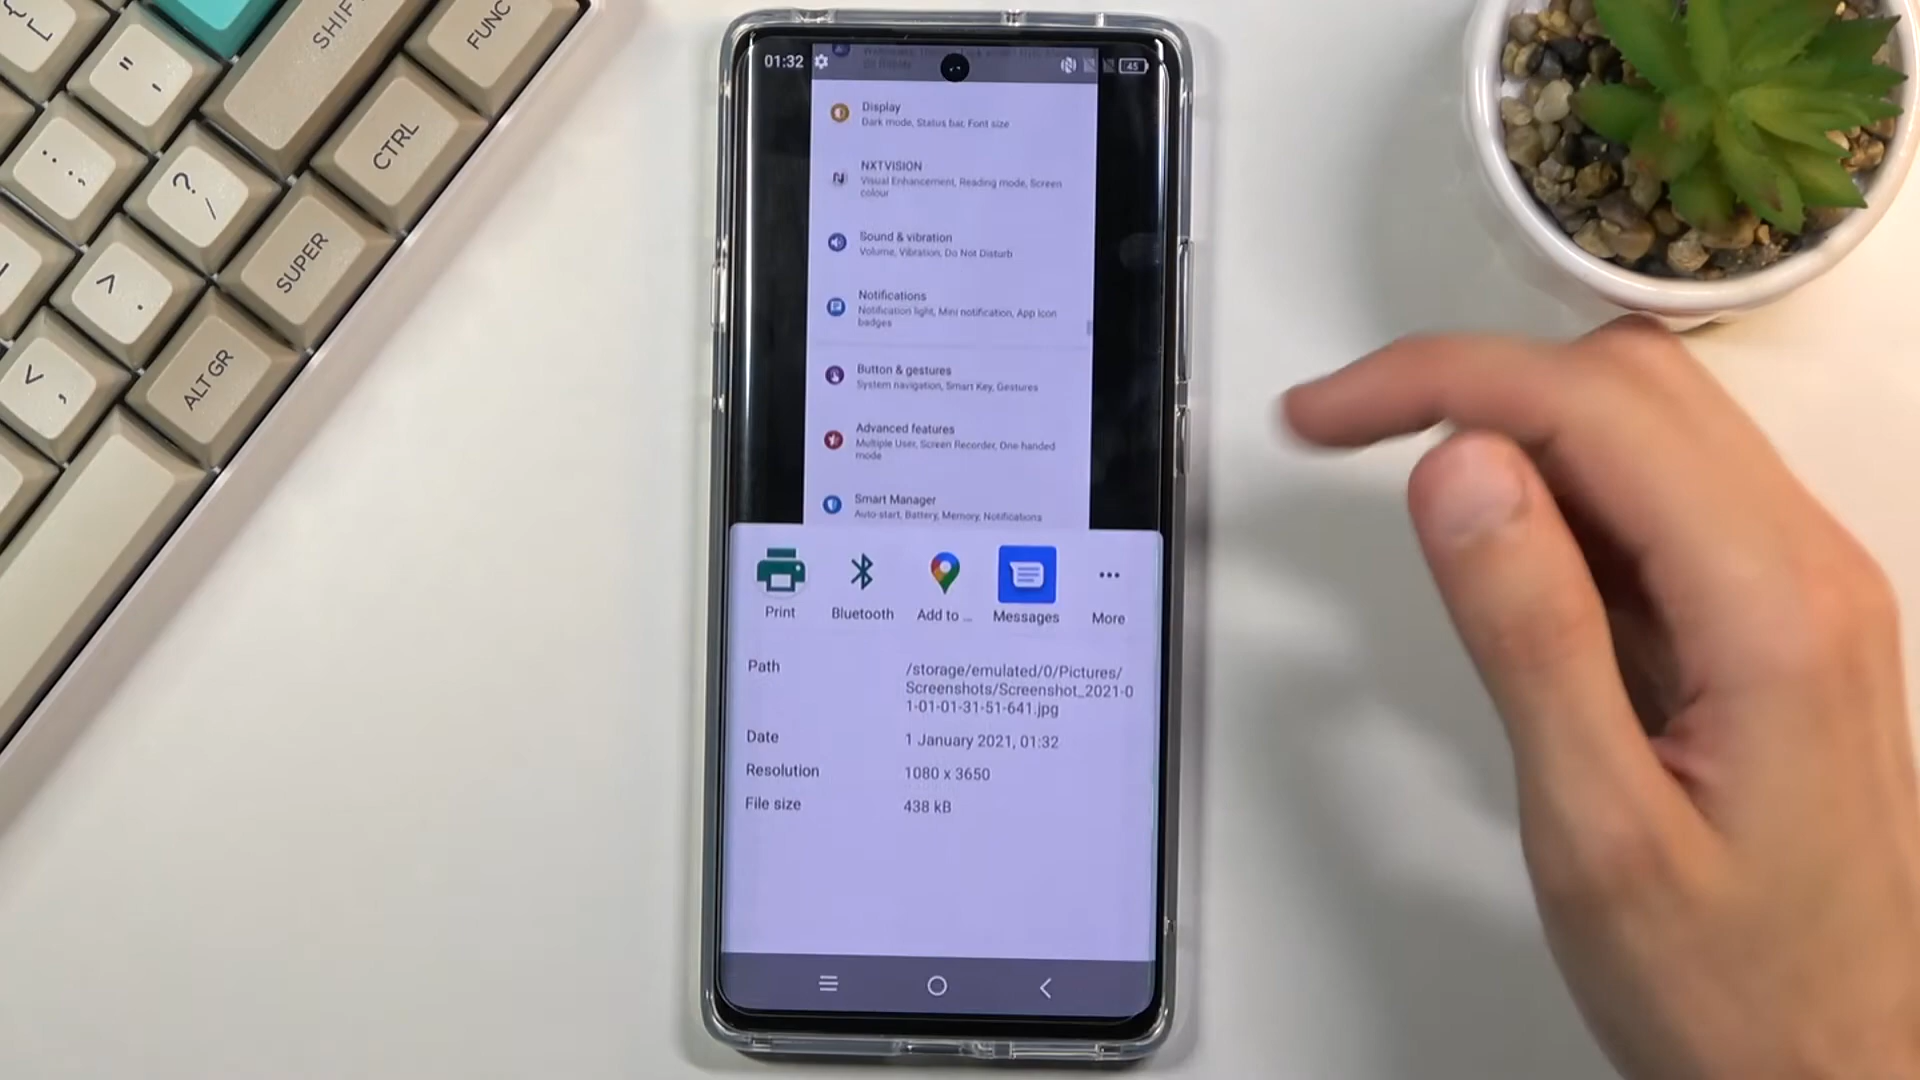 {
[
"
,
SHIFT
FUNC
:
;
?
/
CTRL
>
.
SUPER
<
,
ALT GR
01:32
45
Display
Dark mode, Status bar, Font size
NXTVISION
Visual Enhancement, Reading mode, Screen
colour
Sound & vibration
Volume, Vibration, Do Not Disturb
Notifications
Notification light, Mini notification, App icon
badges
Button & gestures
System navigation, Smart Key, Gestures
Advanced features
Multiple User, Screen Recorder, One handed
mode
Smart Manager
Auto-start, Battery, Memory, Notifications
Print
Bluetooth
Add to ...
Messages
More
Path
/storage/emulated/0/Pictures/
Screenshots/Screenshot_2021-0
1-01-01-31-51-641.jpg
Date
1 January 2021, 01:32
Resolution
1080 x 3650
File size
438 kB